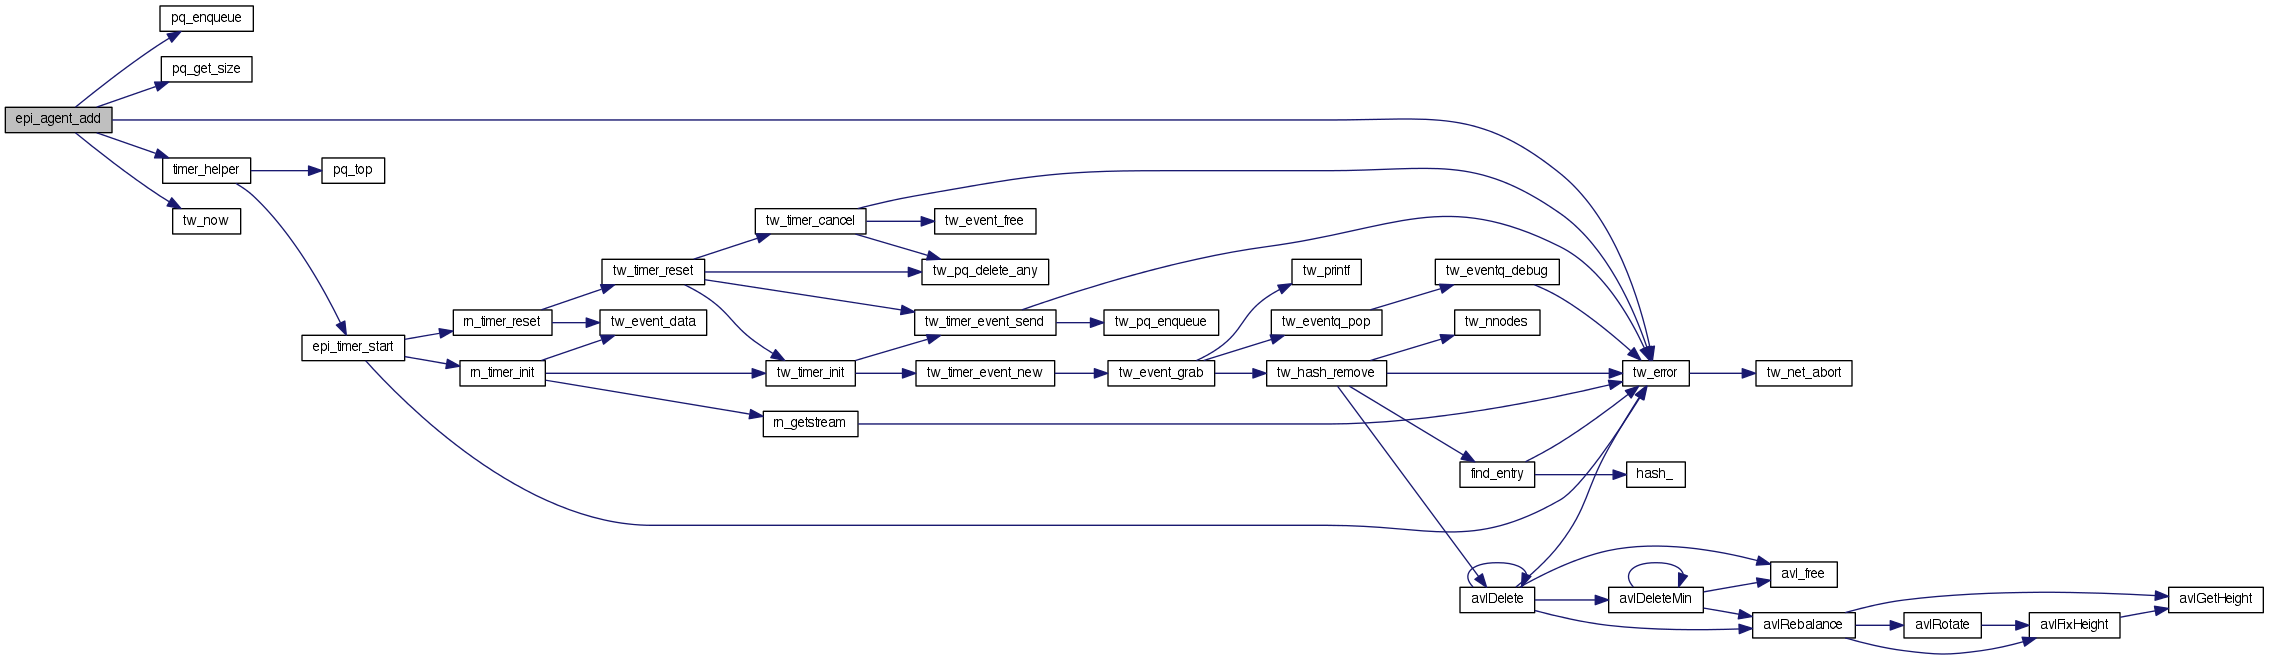 pq_enqueue
pq_get_size
epi_agent_add
timer_helper
pq_top
tw_now
tw_timer_cancel
tw_event_free
tw_timer_reset
tw_pq_delete_any
tw_printf
tw_eventq_debug
rn_timer_reset
tw_event_data
tw_timer_event_send
tw_pq_enqueue
tw_eventq_pop
tw_nnodes
epi_timer_start
rn_timer_init
tw_timer_init
tw_timer_event_new
tw_event_grab
tw_hash_remove
tw_error
tw_net_abort
rn_getstream
find_entry
hash_
avl_free
avlDelete
avlDeleteMin
avlGetHeight
avlRebalance
avlRotate
avlFixHeight